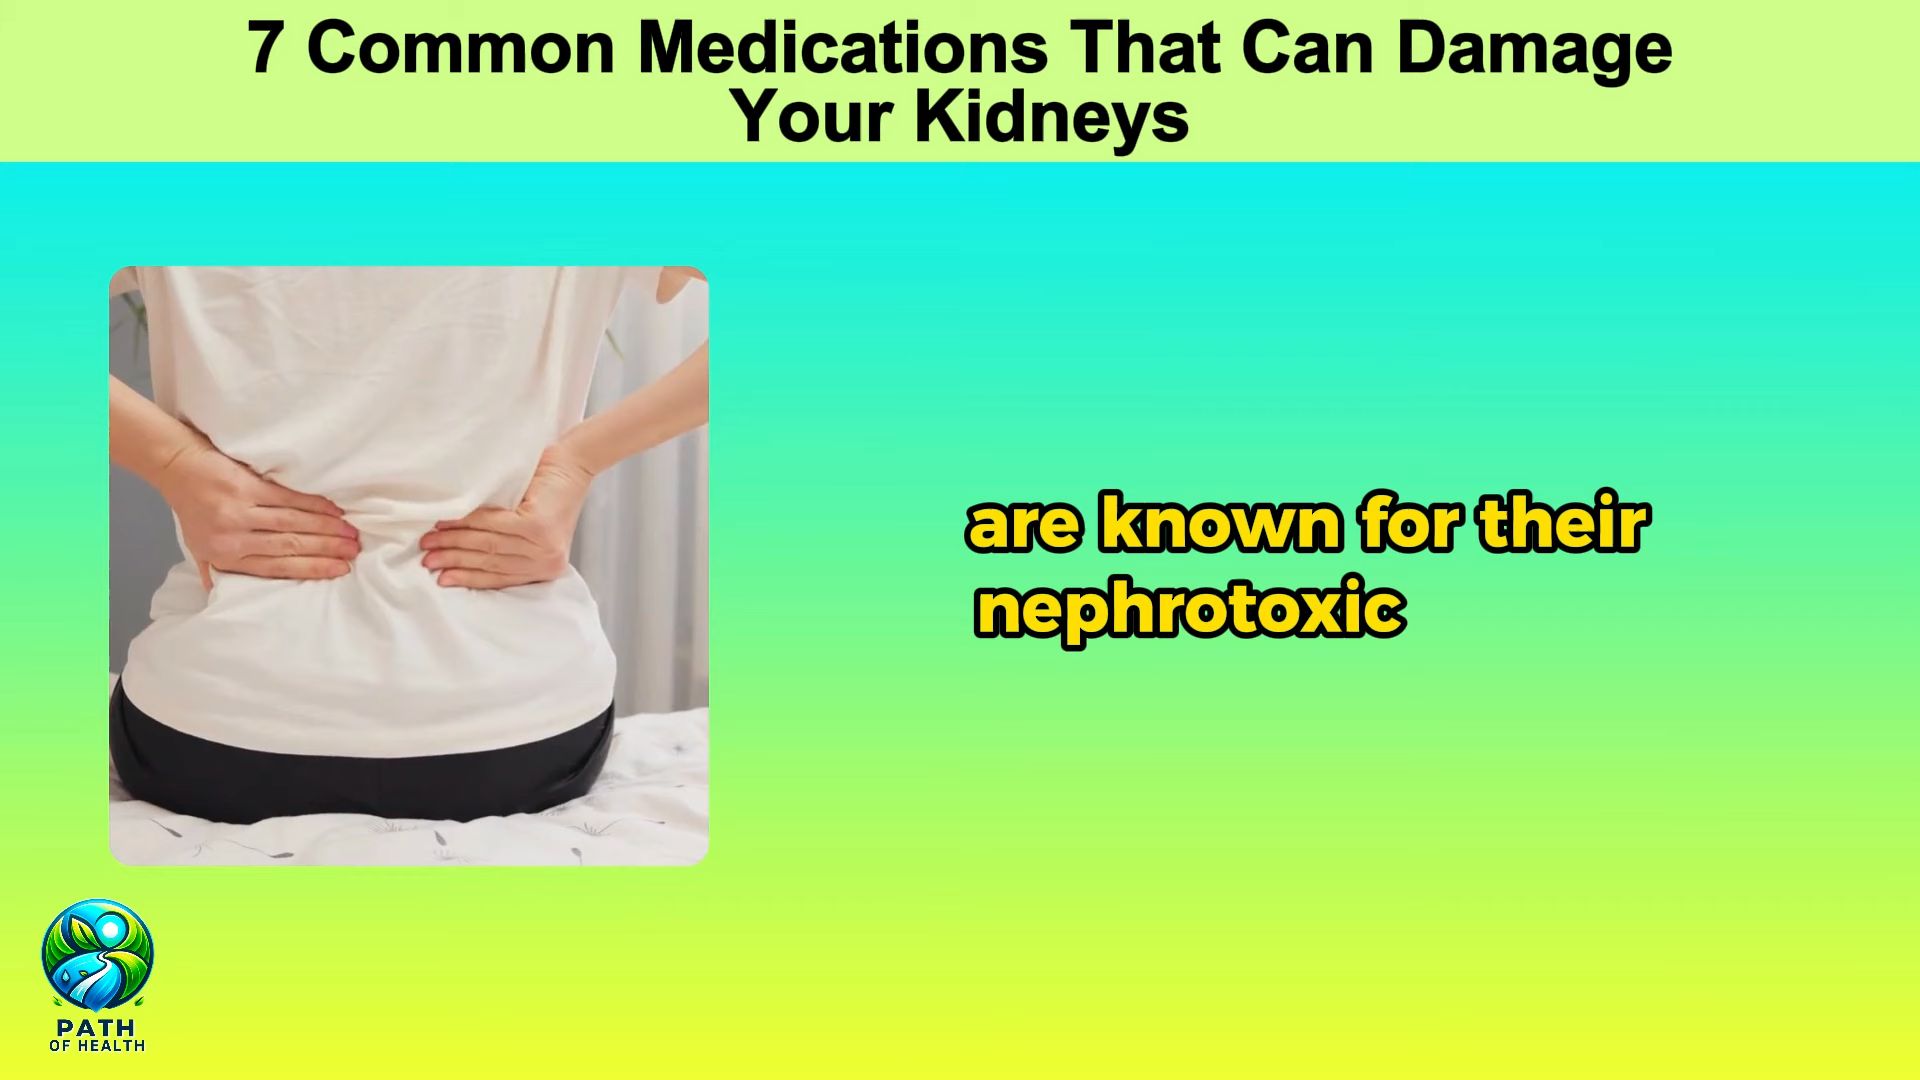 7 Common Medications That Can Damage
Your Kidneys
are known for their
nephrotoxic
PATH
OF HEALTH